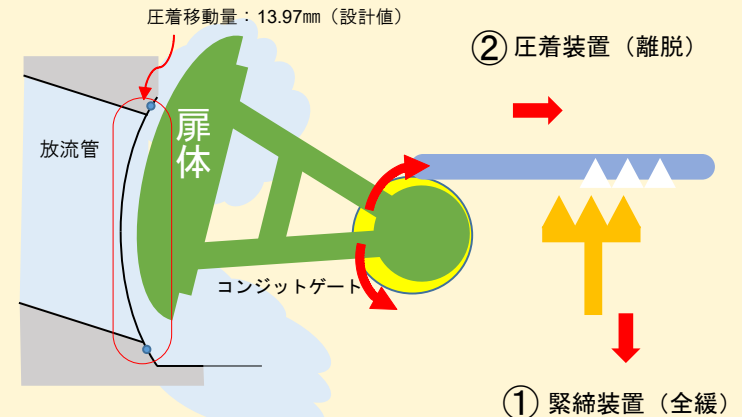 圧着移動量：13.97㎜（設計値）
② 圧着装置（離脱）
放流管
扉体
コンジットゲート
① 緊締装置（全緩）